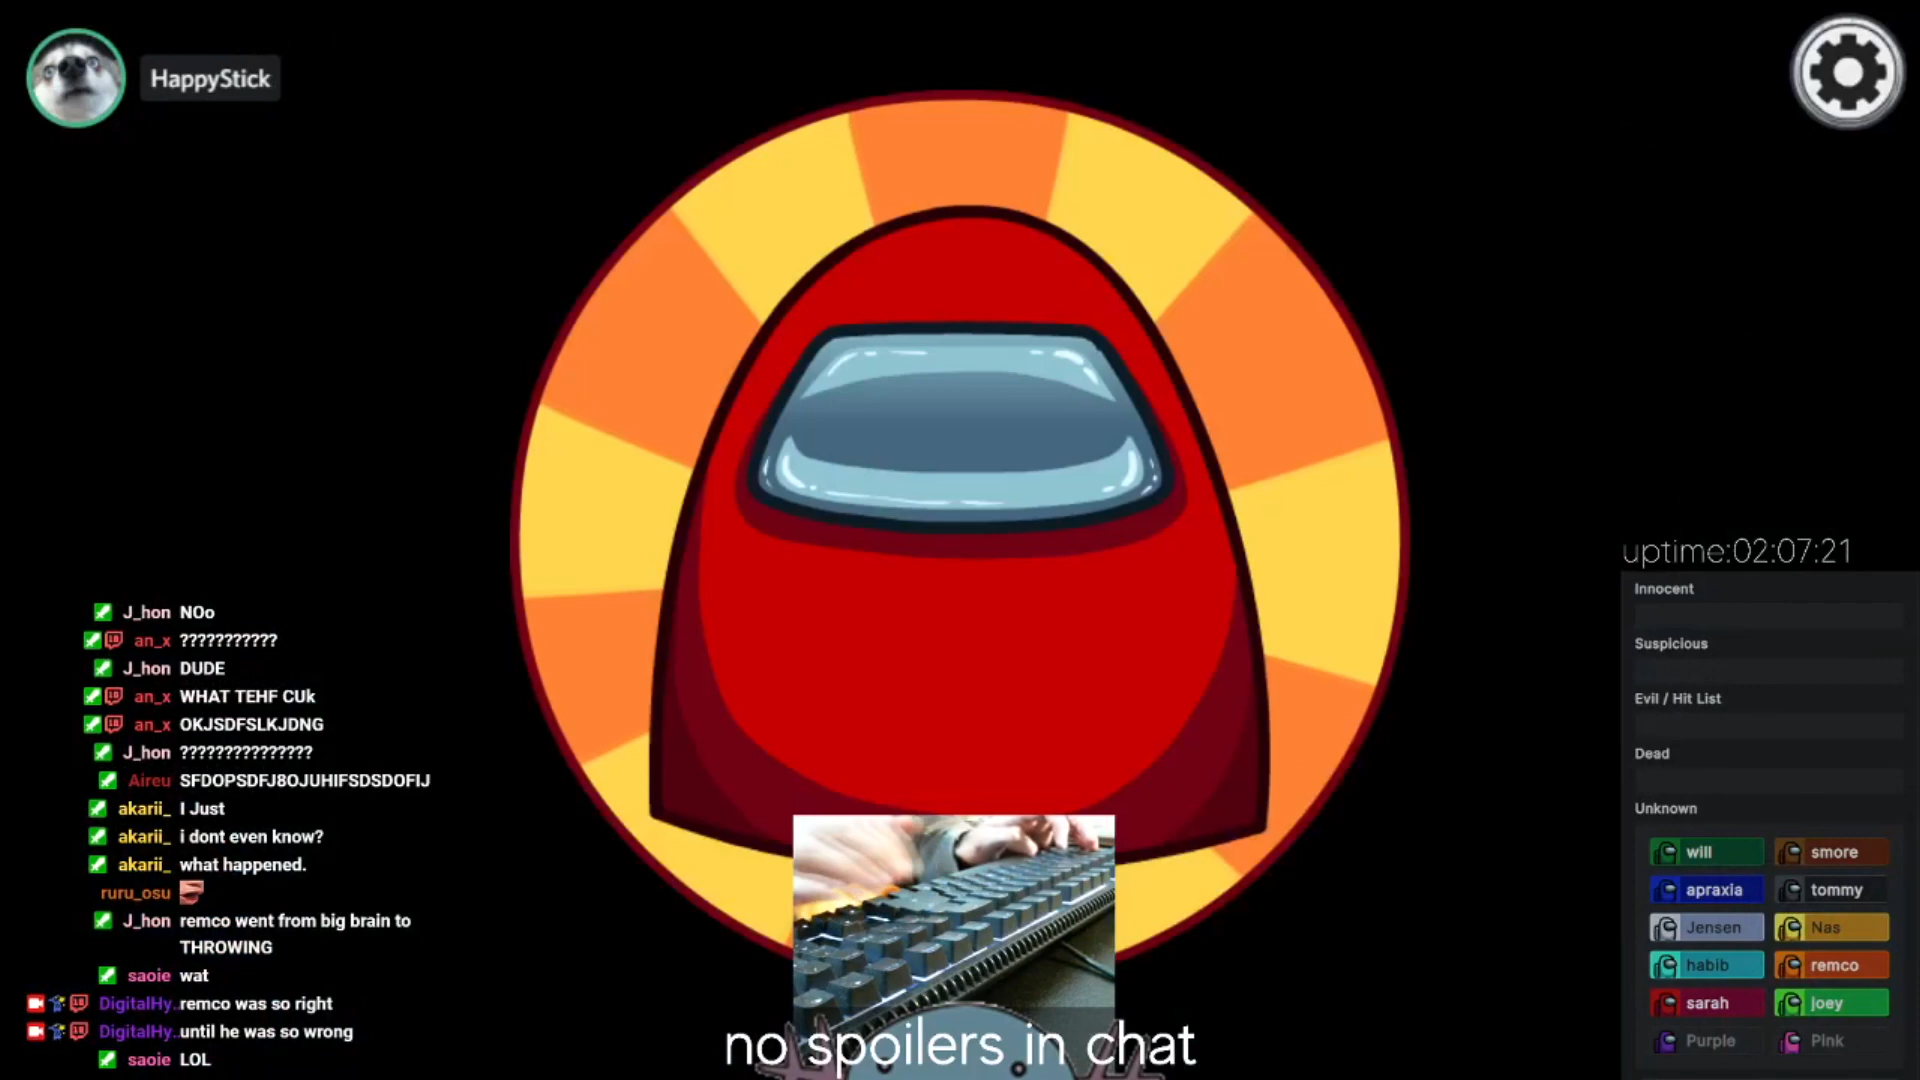 HappyStick
J_hon NOo
an_x ???????????
J_hon DUDE
an_x WHAT TEHF CUk
an_x OKJSDFSLKJDNG
J_hon ???????????????
Aireu SFDOPSDFJ8OJUHIFSDSDOFIJ
akarii_ I Just
akarii_ i dont even know?
akarii_ what happened.
ruru_osu
J_hon remco went from big brain to
THROWING
saoie wat
DigitalHy..remco was so right
DigitalHy..until he was so wrong
saoie LOL
no spoilers in chat
uptime:02:07:21
Innocent
Suspicious
Evil / Hit List
Dead
Unknown
will smore
apraxia tommy
Jensen Nas
habib remco
sarah joey
Purple Pink